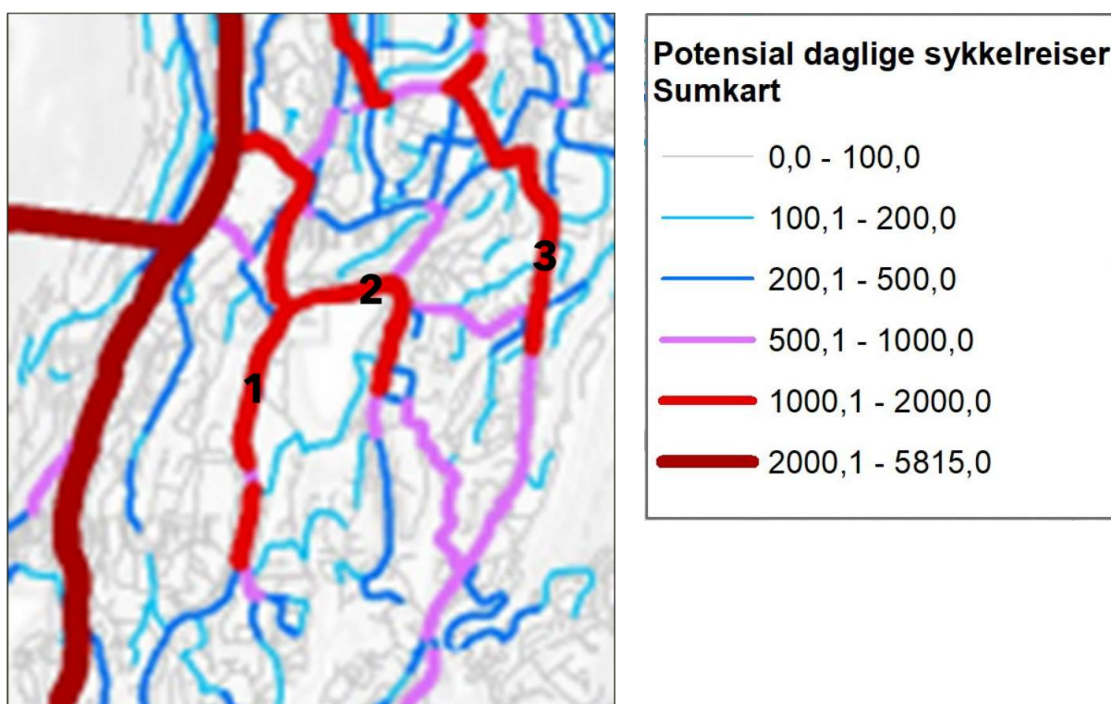 Potensial daglige sykkelreiser
Sumkart
0,0 - 100,0
100,1 - 200,0
200,1 - 500,0
500,1 - 1000,0
1000,1 - 2000,0
2000,1 - 5815,0
3
2
1